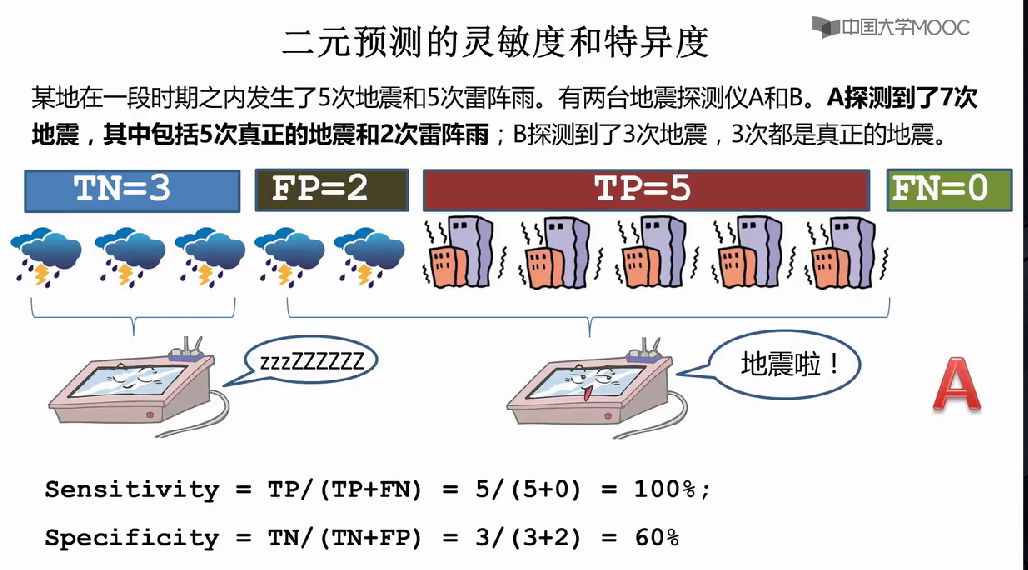 二元预测的灵敏度和特异度
中国大学MOOC
某地在一段时期之内发生了5次地震和5次雷阵雨。有两台地震探测仪A和B。A探测到了7次
地震，其中包括5次真正的地震和2次雷阵雨；B探测到了3次地震，3次都是真正的地震。
TN=3
FP=2
TP=5
FN=0
zzzZZZZZZ
地震啦！
A
Sensitivity = TP/(TP+FN) = 5/(5+0) = 100%;
Specificity = TN/(TN+FP) = 3/(3+2) = 60%